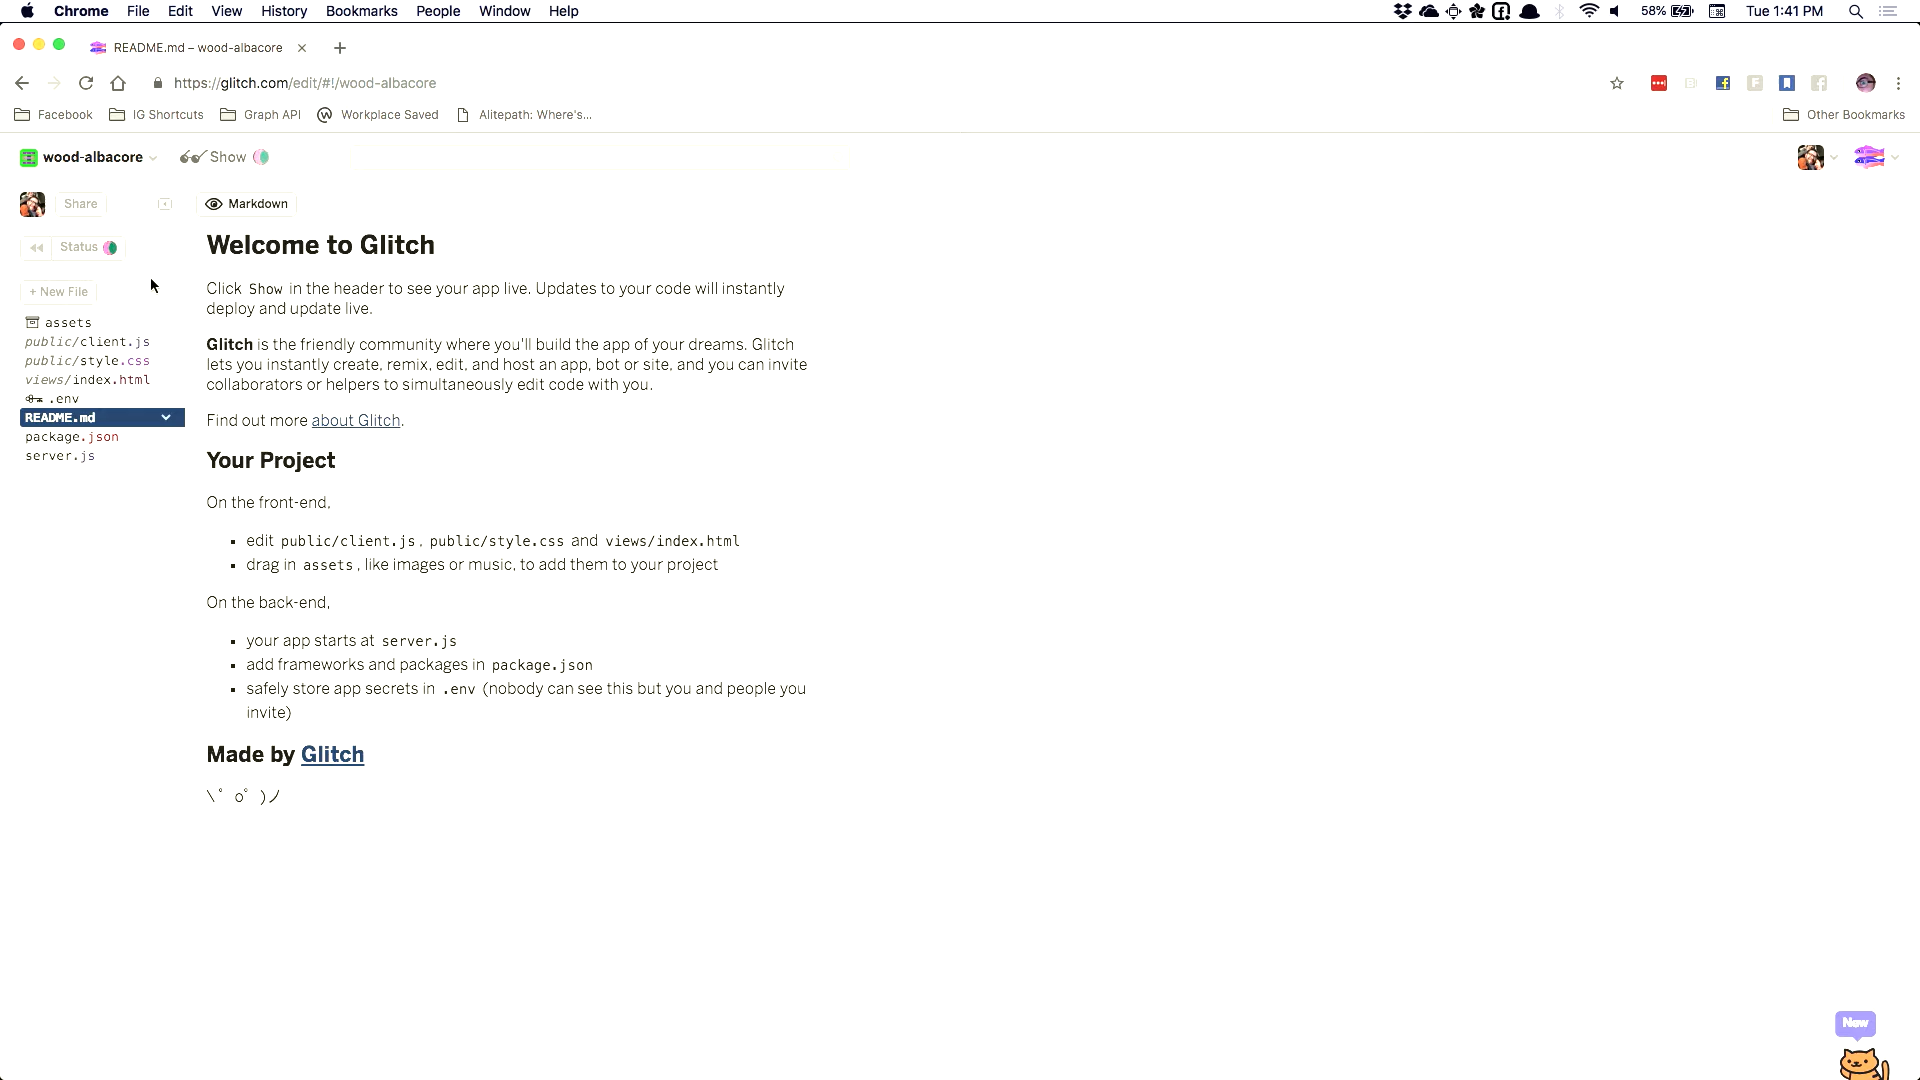 Chrome File Edit View History Bookmarks People Window Help 58% Tue 1:41 PM
README.md – wood-albacore
https://glitch.com/edit/#!/wood-albacore
Facebook IG Shortcuts Graph API Workplace Saved Alitepath: Where's... Other Bookmarks
wood-albacore Show
Share Markdown
Welcome to Glitch
Status
Click Show in the header to see your app live. Updates to your code will instantly
+ New File
deploy and update live.
assets
public/client.js
Glitch is the friendly community where you'll build the app of your dreams. Glitch
public/style.css
lets you instantly create, remix, edit, and host an app, bot or site, and you can invite
views/index.html
collaborators or helpers to simultaneously edit code with you.
.env
README.md
Find out more about Glitch.
package.json
server.js
Your Project
On the front-end,
▪ edit public/client.js, public/style.css and views/index.html
▪ drag in assets, like images or music, to add them to your project
On the back-end,
▪ your app starts at server.js
▪ add frameworks and packages in package.json
▪ safely store app secrets in .env (nobody can see this but you and people you
invite)
Made by Glitch
\ ゜o゜)ノ
New